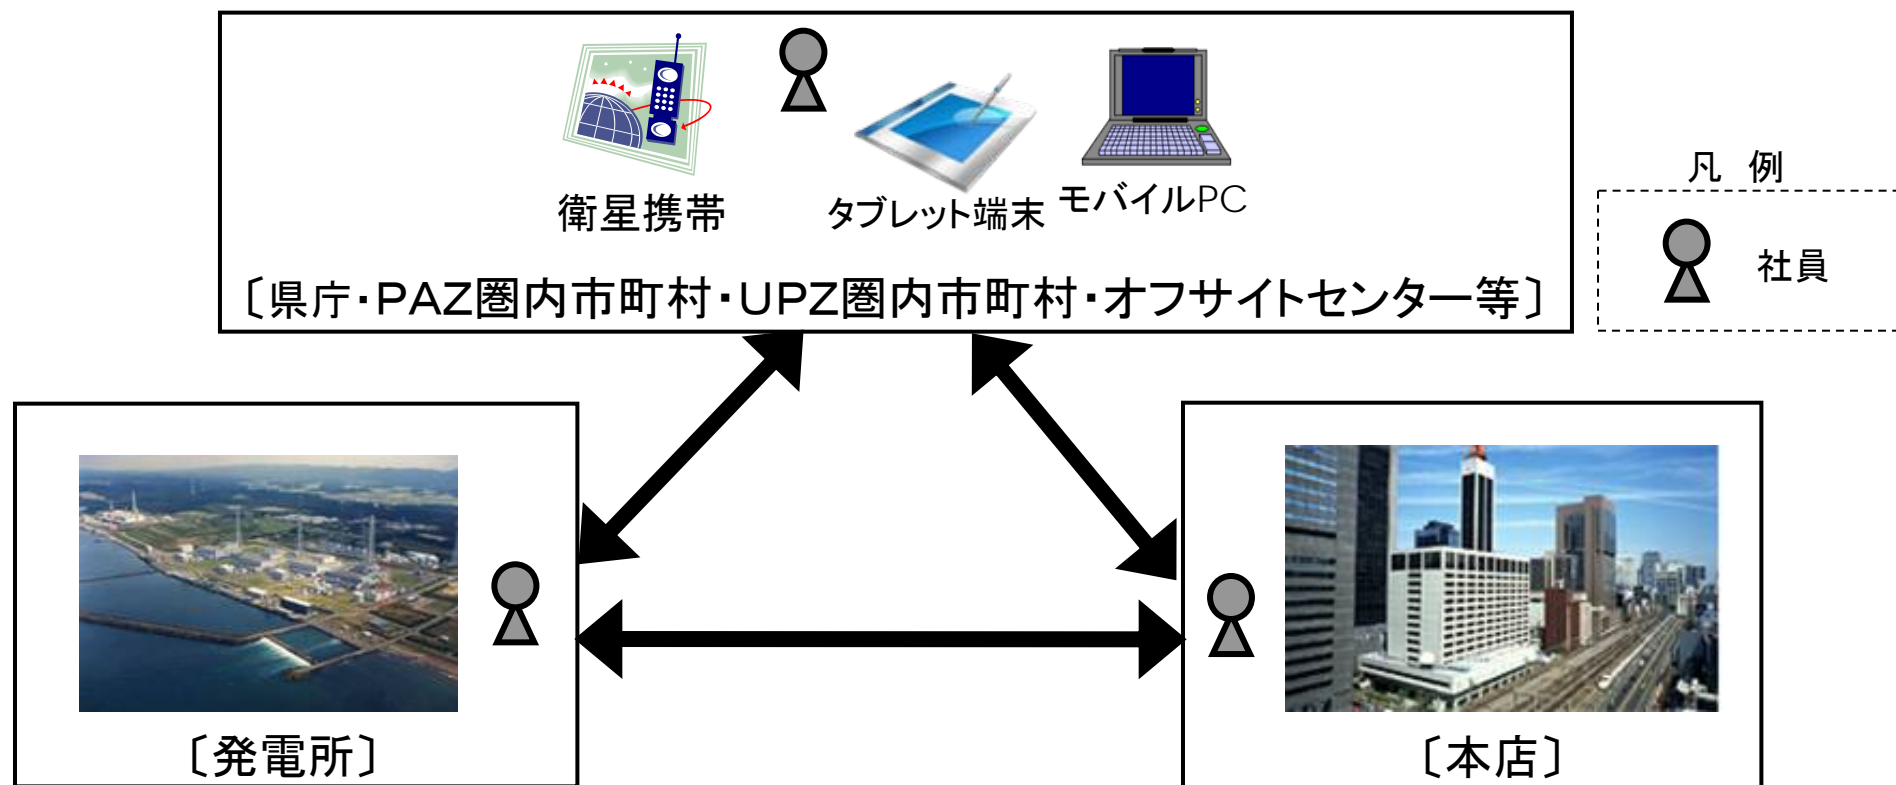 衛星携帯
タブレット端末
モバイルPC
〔県庁・PAZ圏内市町村・UPZ圏内市町村・オフサイトセンター等〕
凡 例
社員
〔発電所〕
〔本店〕